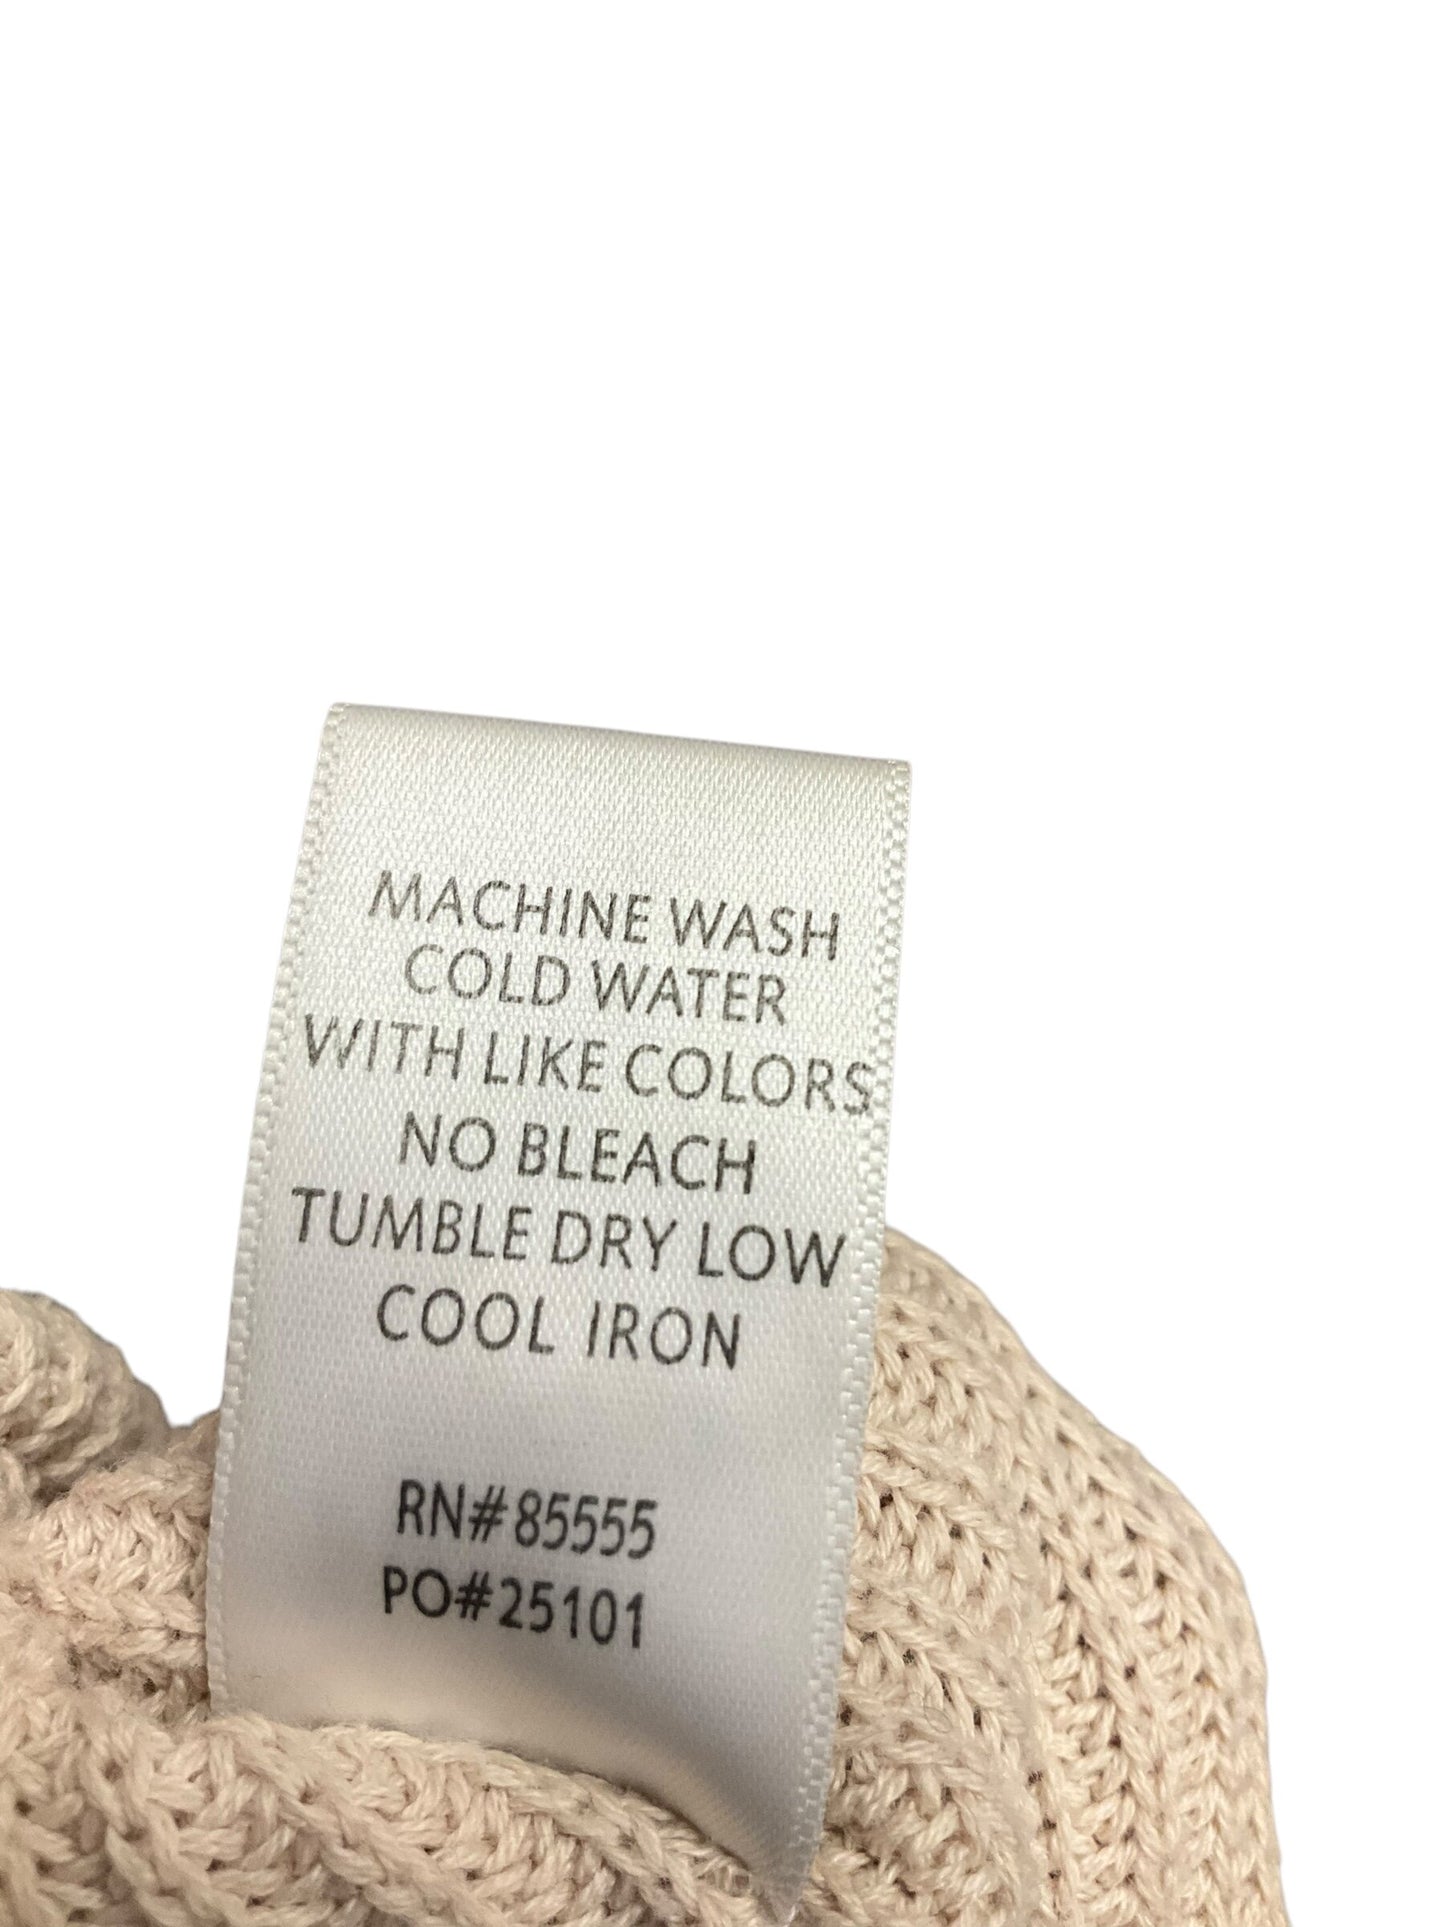 MACHINE WASH
COLD WATER
WITH LIKE COLORS
NO BLEACH
TUMBLE DRY LOW
COOL IRON
RN#85555
PO#25101